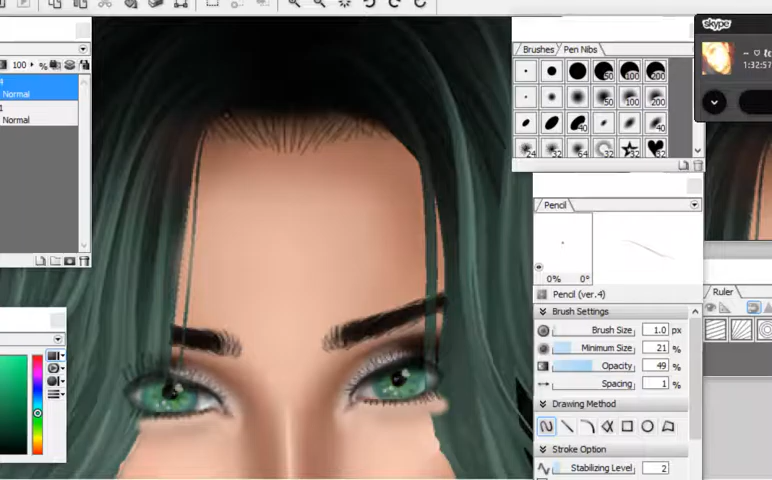 skype
1:32:57
Brushes Pen Nibs
100 %
Normal
50 100 200
1
Normal
50 100 200
40 40
24 32 64 32 32
Pencil
0% 0°
Pencil (ver.4)
Ruler
Brush Settings
Brush Size 1.0 px
Minimum Size 21 %
Opacity 49 %
Spacing 1 %
Drawing Method
Stroke Option
Stabilizing Level 2